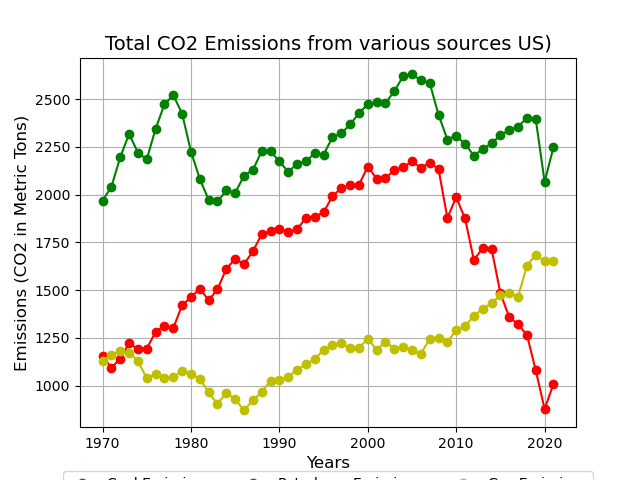 Total CO2 Emissions from various sources US)
Emissions (CO2 in Metric Tons)
2500
2250
2000
1750
1500
1250
1000
1970 1980 1990 2000 2010 2020
Years